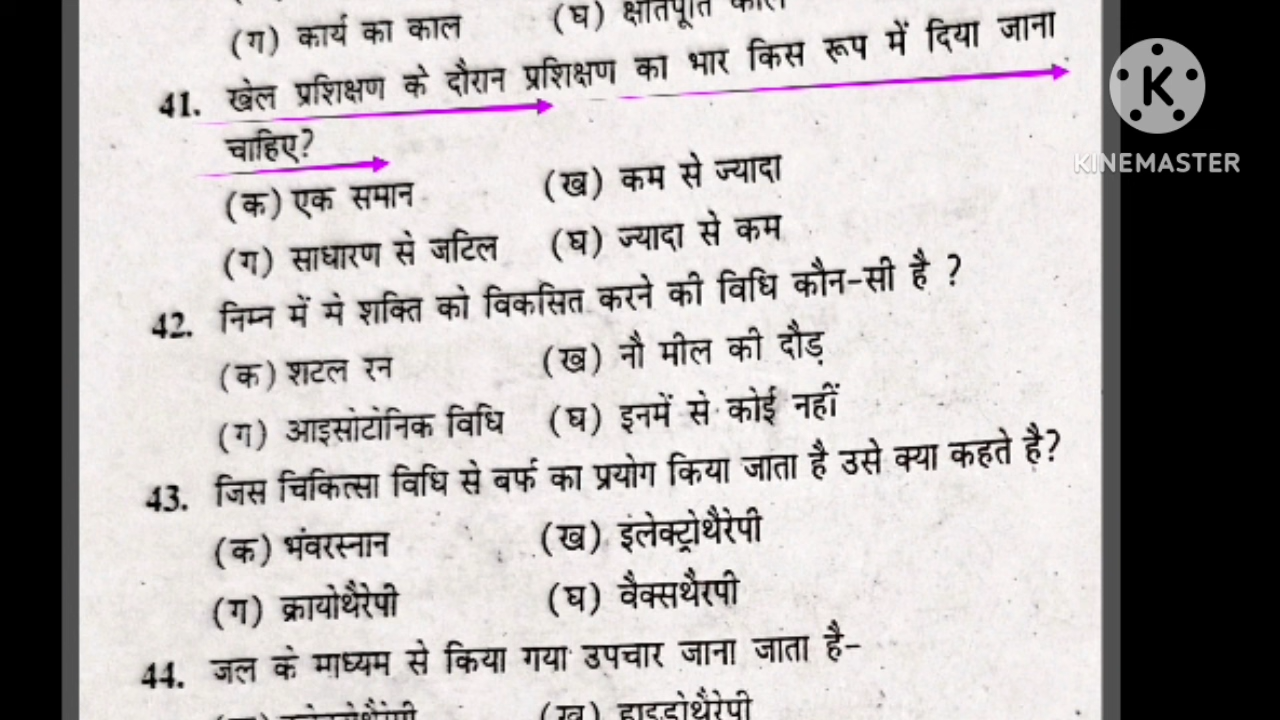 (ग) कार्य का काल (घ) क्षतिपूर्ति काल
41. खेल प्रशिक्षण के दौरान प्रशिक्षण का भार किस रूप में दिया जाना
चाहिए?
(क) एक समान (ख) कम से ज्यादा
(ग) साधारण से जटिल (घ) ज्यादा से कम
42. निम्न में मे शक्ति को विकसित करने की विधि कौन-सी है ?
(क) शटल रन (ख) नौ मील की दौड़
(ग) आइसोटोनिक विधि (घ) इनमें से कोई नहीं
43. जिस चिकित्सा विधि से बर्फ का प्रयोग किया जाता है उसे क्या कहते है?
(क) भंवरस्नान (ख) इंलेक्ट्रोथैरेपी
(ग) क्रायोथैरेपी (घ) वैक्सथैरपी
44. जल के माध्यम से किया गया उपचार जाना जाता है-
(ख) हाइड्रोथैरेपी
K
KINEMASTER